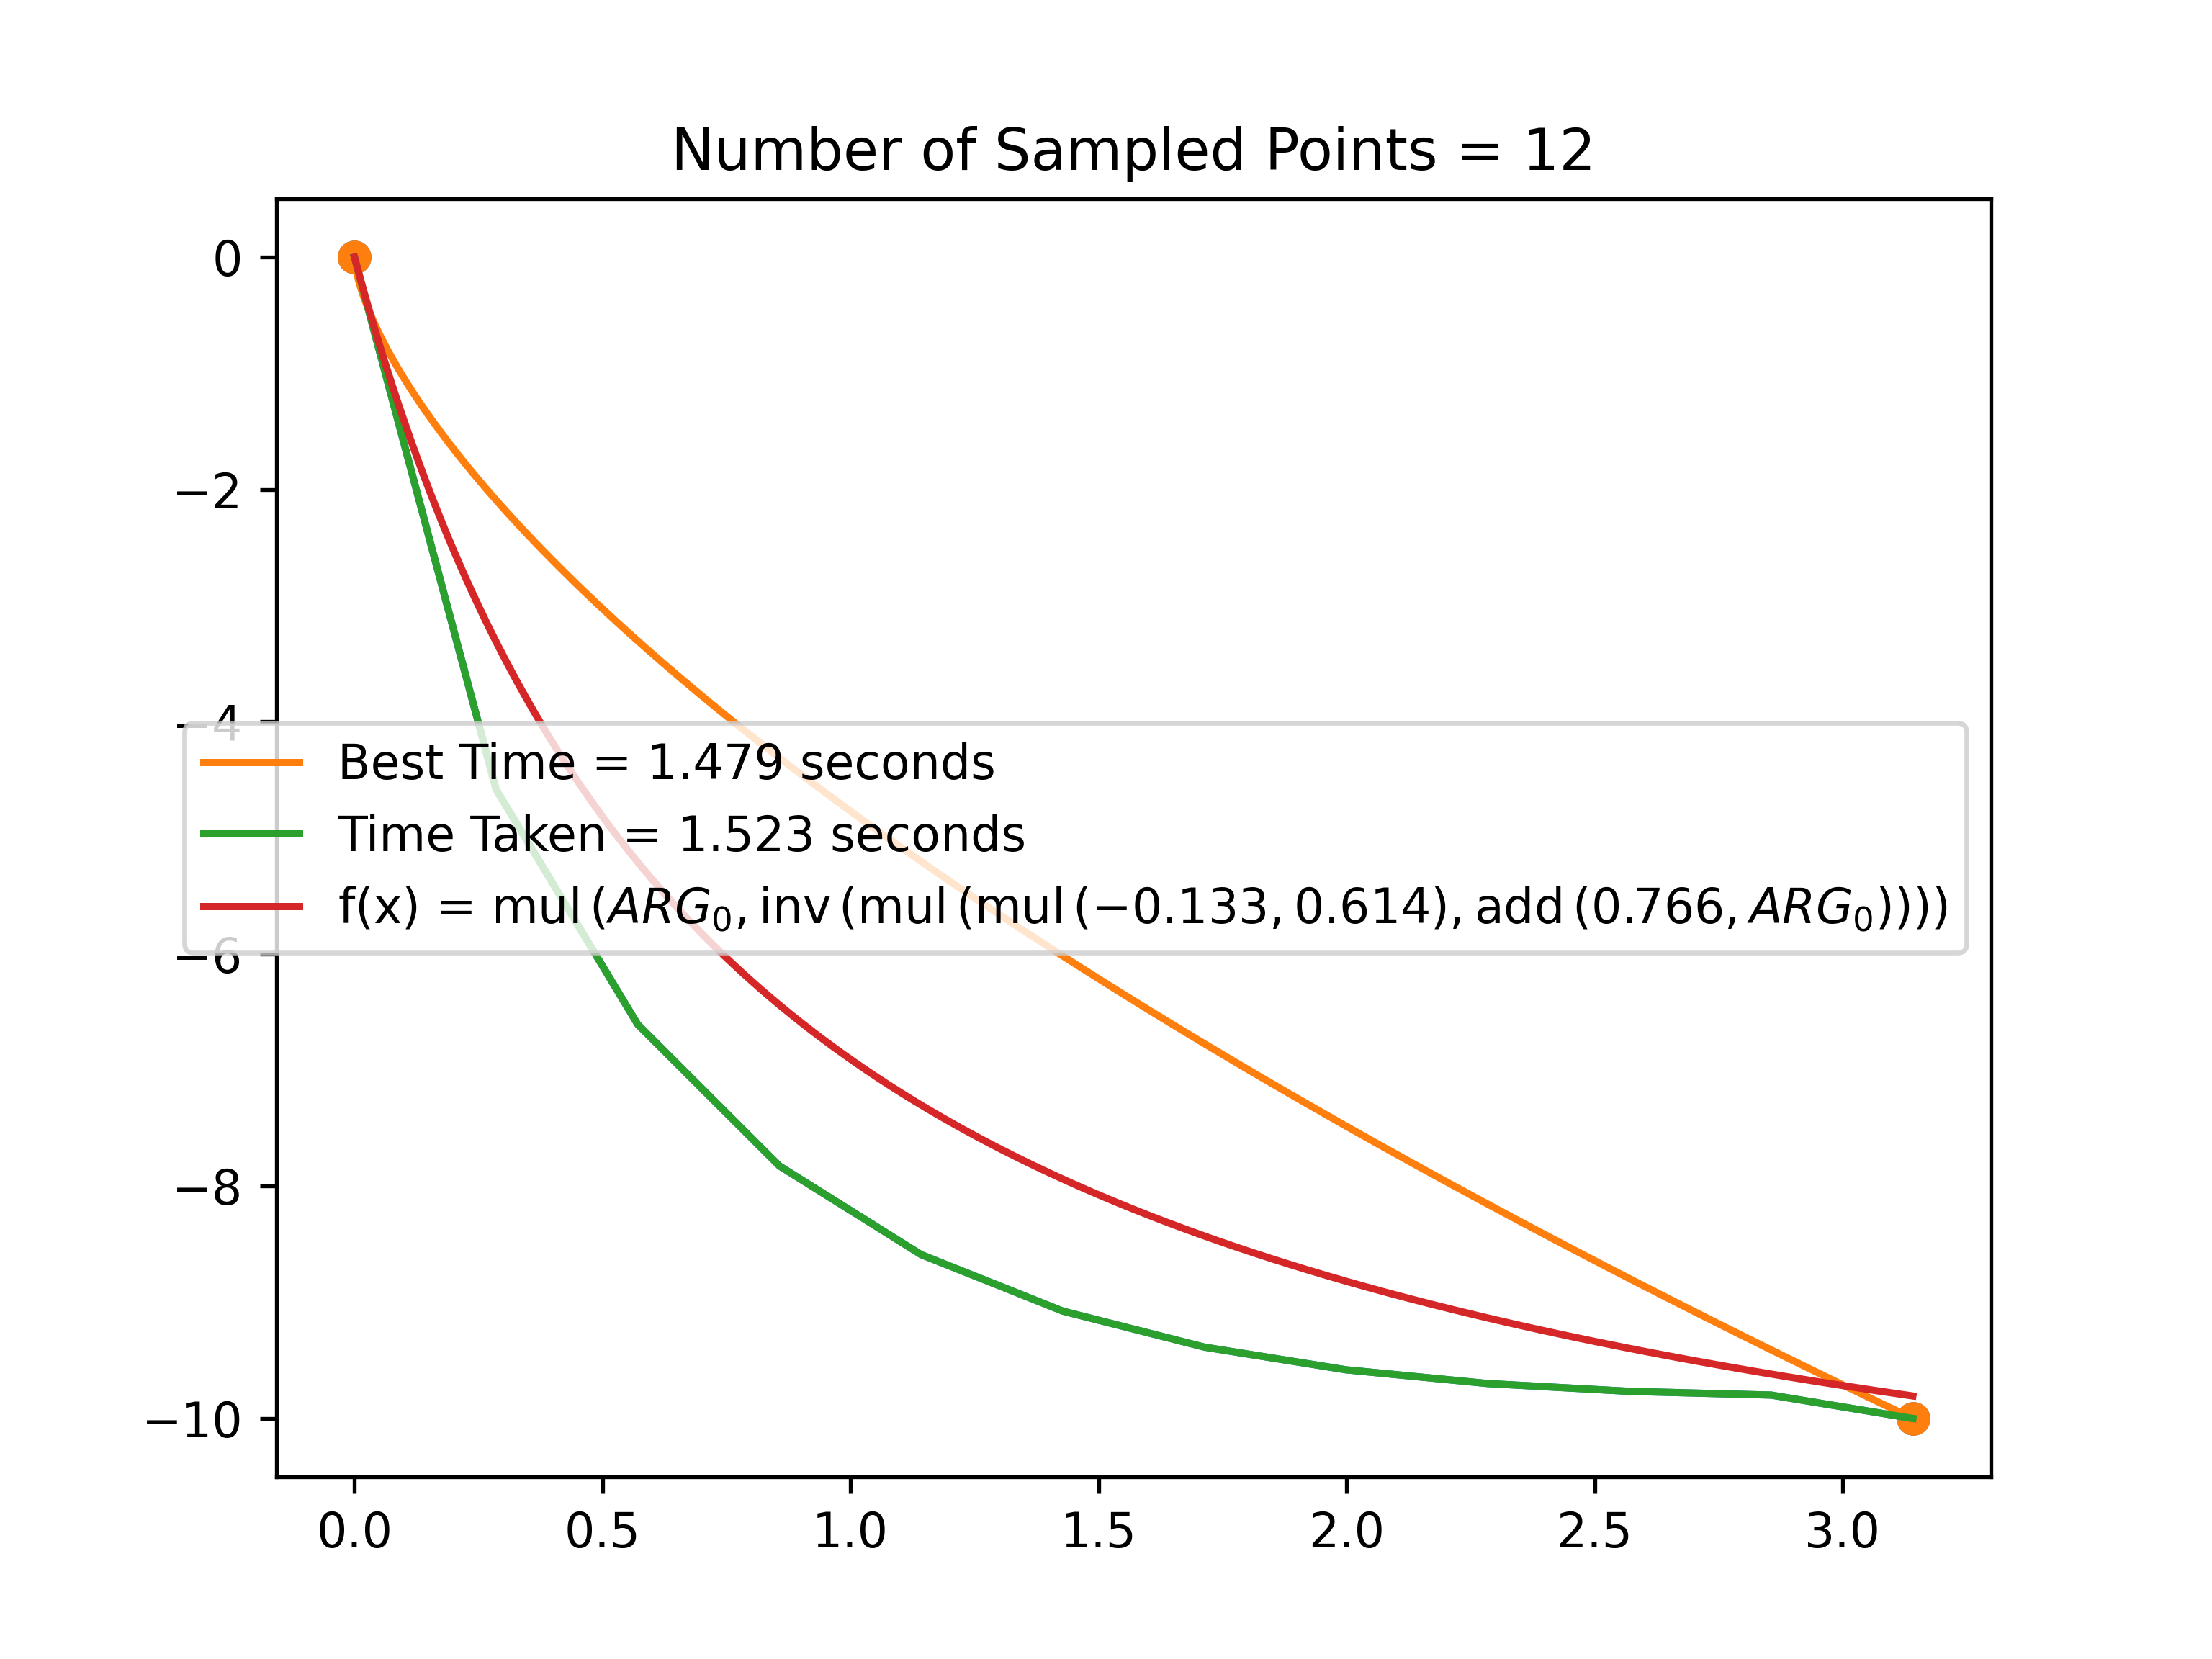 Number of Sampled Points = 12
0
−2
−4
Best Time = 1.479 seconds
Time Taken = 1.523 seconds
f(x) = mul(ARG₀, inv(mul(mul(−0.133, 0.614), add(0.766, ARG₀))))
−6
−8
−10
0.0 0.5 1.0 1.5 2.0 2.5 3.0